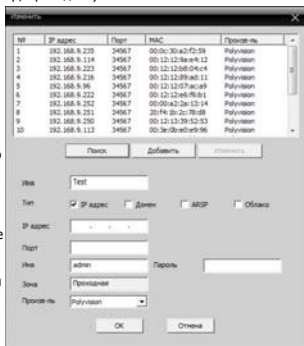 Изменить
№ IP адрес Порт MAC Произв-ль
1 192.168.9.235 34567 00:0c:30:a2:f2:59 Polyvision
2 192.168.9.114 34567 00:12:12:9a:e4:12 Polyvision
3 192.168.9.223 34567 00:12:12:b8:04:c4 Polyvision
4 192.168.9.216 34567 00:12:12:89:ad:11 Polyvision
5 192.168.9.96 34567 00:12:12:07:ac:a9 Polyvision
6 192.168.9.222 34567 00:12:12:e6:f6:b1 Polyvision
7 192.168.9.252 34567 00:00:a2:2a:13:14 Polyvision
8 192.168.9.251 34567 20:f4:1b:2c:78:d8 Polyvision
9 192.168.9.250 34567 00:12:13:39:52:53 Polyvision
10 192.168.9.113 34567 00:3e:0b:e0:e9:96 Polyvision
Поиск Добавить Изменить
Имя Test
Тип IP адрес Домен ARSP Облако
IP адрес
Порт
Имя admin Пароль
Зона Проходная
Произв-ль Polyvision
OK Отмена